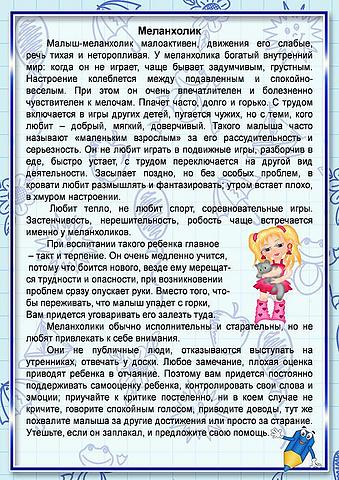 Меланхолик
Малыш-меланхолик малоактивен, движения его слабые,
речь тихая и неторопливая. У меланхолика богатый внутренний
мир: когда он не играет, чаще бывает задумчивым, грустным.
Настроение колеблется между подавленным и спокойно-
веселым. При этом он очень впечатлителен и болезненно
чувствителен к мелочам. Плачет часто, долго и горько. С трудом
включается в игры других детей, пугается чужих, но с теми, кого
любит – добрый, мягкий, доверчивый. Такого малыша часто
называют «маленьким взрослым» за его рассудительность и
серьезность. Он не любит играть в подвижные игры, разборчив в
еде, быстро устает, с трудом переключается на другой вид
деятельности. Засыпает поздно, но без особых проблем, в
кровати любит размышлять и фантазировать; утром встает плохо,
в хмуром настроении.
Любит тепло, не любит спорт, соревновательные игры.
Застенчивость, нерешительность, робость чаще встречается
именно у меланхоликов.
При воспитании такого ребенка главное
– такт и терпение. Он очень медленно учится,
потому что боится нового, везде ему мерещат-
ся трудности и опасности, при возникновении
проблем сразу опускает руки. Вместо того, что-
бы переживать, что малыш упадет с горки,
Вам придется уговаривать его залезть туда.
Меланхолики обычно исполнительны и старательны, но не
любят привлекать к себе внимания.
Они не публичные люди, отказываются выступать на
утренниках, отвечать у доски. Любое замечание, плохая оценка
приводят ребенка в отчаяние. Поэтому вам придется постоянно
поддерживать самооценку ребенка, контролировать свои слова и
эмоции; приучайте к критике постепенно, ни в коем случае не
кричите, говорите спокойным голосом, приводите доводы, тут же
похвалите малыша за другие достижения или просто за старание.
Утешьте, если он заплакал, и предложите свою помощь.